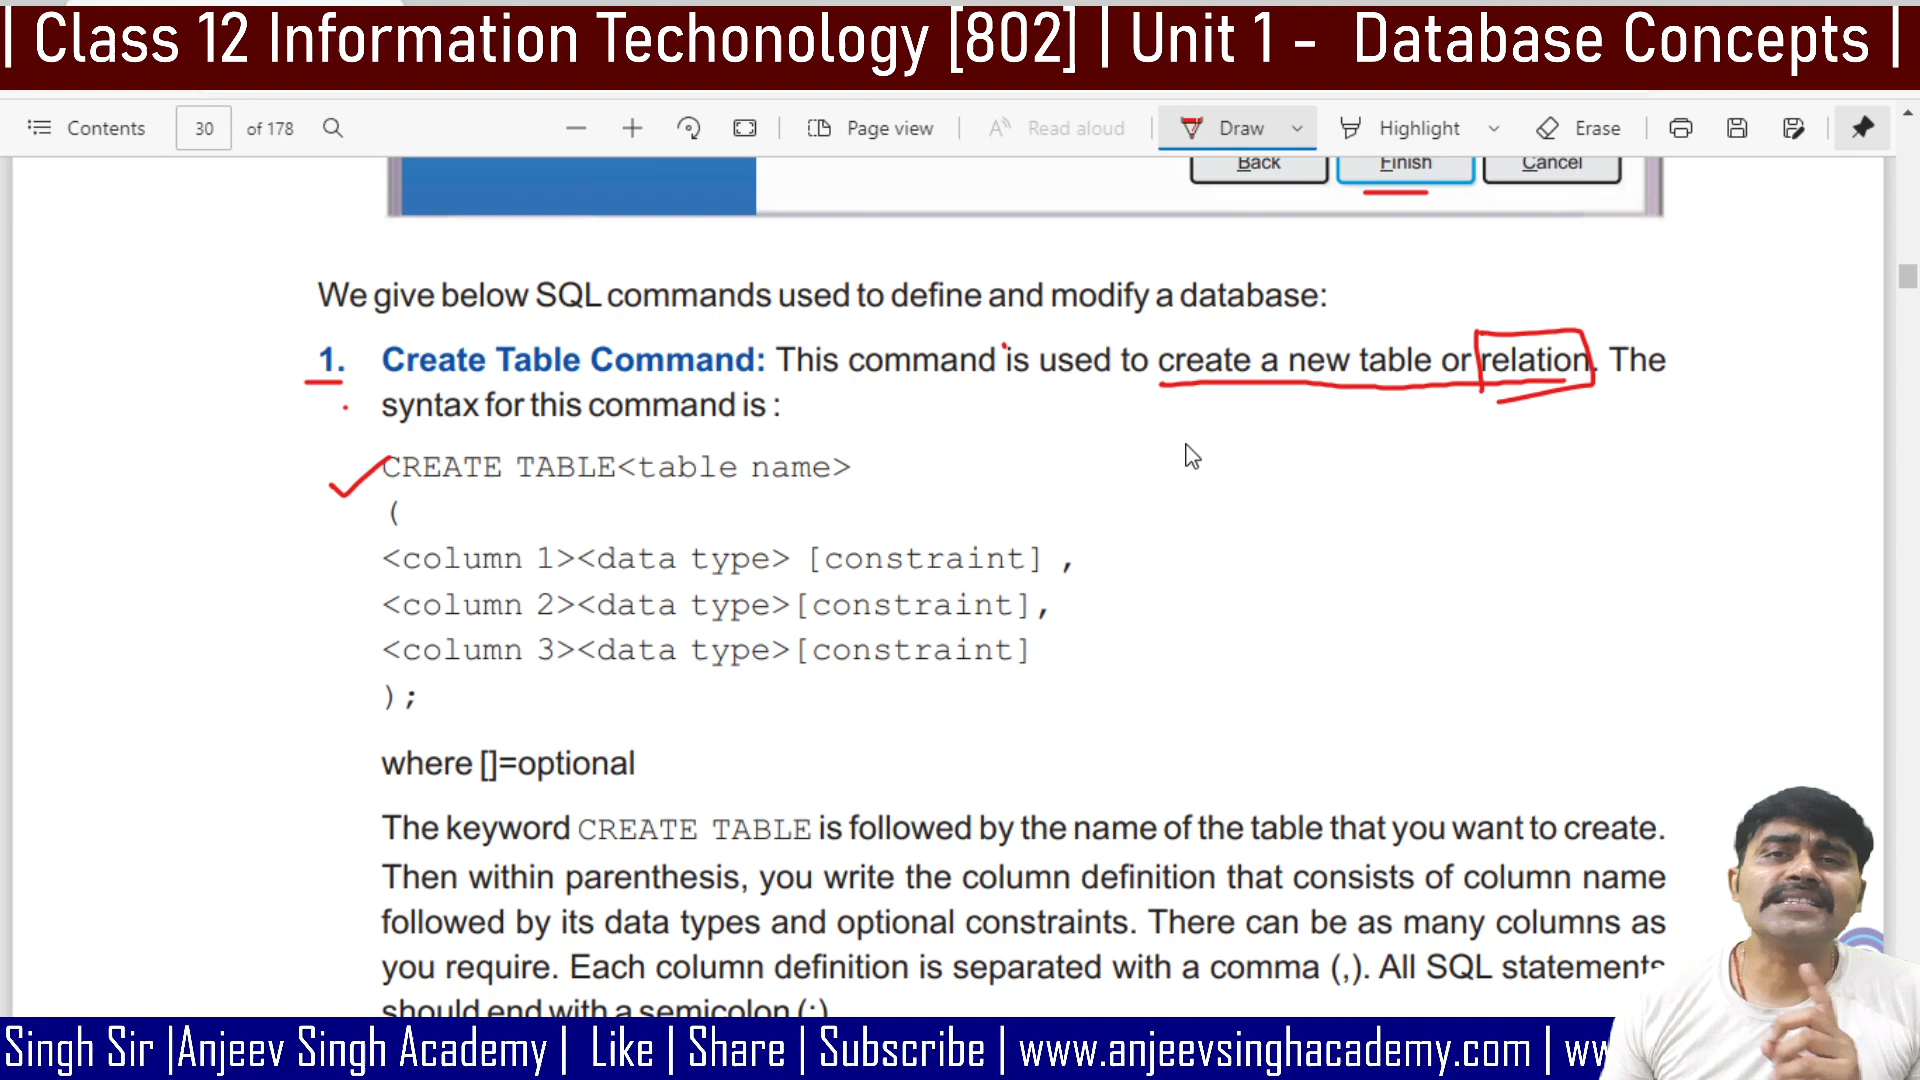 | Class 12 Information Techonology [802] | Unit 1 - Database Concepts |
Contents 30 of 178 Page view Read aloud Draw Highlight Erase
Back Finish Cancel
We give below SQL commands used to define and modify a database:
1. Create Table Command: This command is used to create a new table or relation. The
syntax for this command is :
CREATE TABLE<table name>
(
<column 1><data type> [constraint] ,
<column 2><data type>[constraint],
<column 3><data type>[constraint]
);
where []=optional
The keyword CREATE TABLE is followed by the name of the table that you want to create.
Then within parenthesis, you write the column definition that consists of column name
followed by its data types and optional constraints. There can be as many columns as
you require. Each column definition is separated with a comma (,). All SQL statements
should end with a semicolon (;)
Singh Sir |Anjeev Singh Academy | Like | Share | Subscribe | www.anjeevsinghacademy.com |